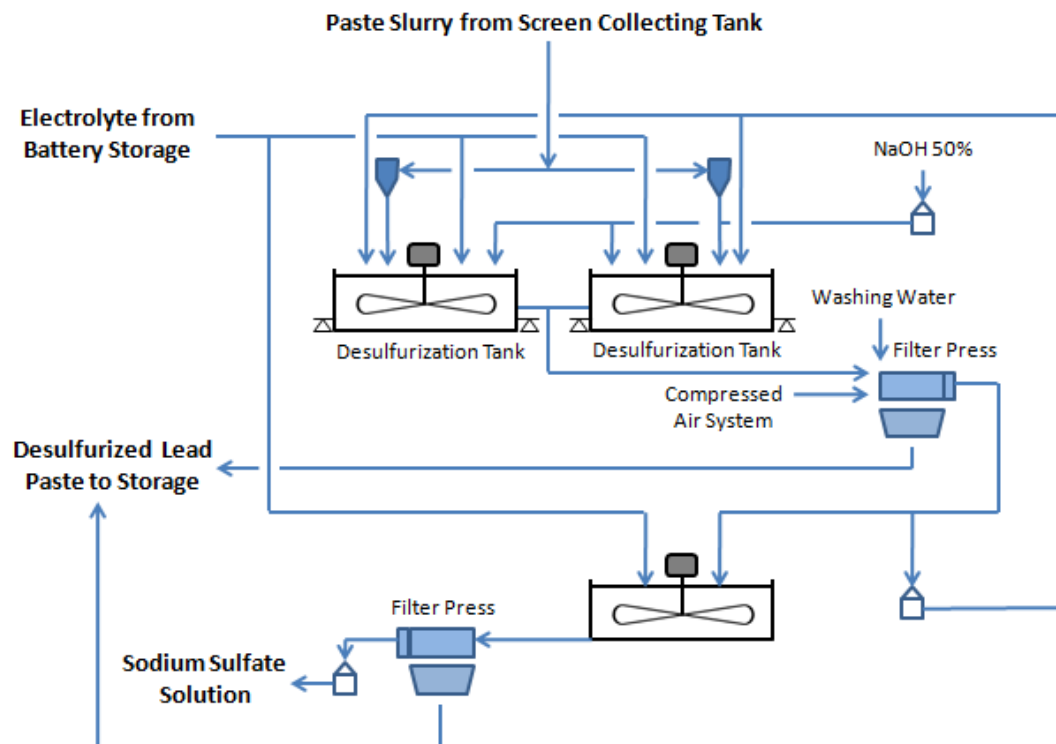 Paste Slurry from Screen Collecting Tank
Electrolyte from
Battery Storage
NaOH 50%
Washing Water
Desulfurization Tank
Desulfurization Tank
Filter Press
Compressed
Air System
Desulfurized Lead
Paste to Storage
Filter Press
Sodium Sulfate
Solution